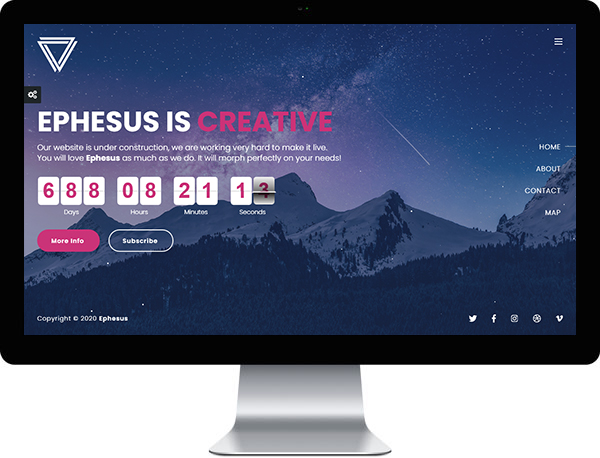 EPHESUS IS CREATIVE
Our website is under construction, we are working very hard to make it live.
You will love Ephesus as much as we do. It will morph perfectly on your needs!
688 08 21 13
Days Hours Minutes Seconds
More Info Subscribe
HOME
ABOUT
CONTACT
MAP
Copyright © 2020 Ephesus